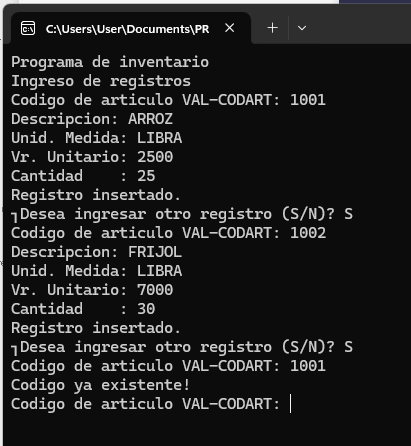 C:\Users\User\Documents\PR
Programa de inventario
Ingreso de registros
Codigo de articulo VAL-CODART: 1001
Descripcion: ARROZ
Unid. Medida: LIBRA
Vr. Unitario: 2500
Cantidad    : 25
Registro insertado.
┐Desea ingresar otro registro (S/N)? S
Codigo de articulo VAL-CODART: 1002
Descripcion: FRIJOL
Unid. Medida: LIBRA
Vr. Unitario: 7000
Cantidad    : 30
Registro insertado.
┐Desea ingresar otro registro (S/N)? S
Codigo de articulo VAL-CODART: 1001
Codigo ya existente!
Codigo de articulo VAL-CODART: